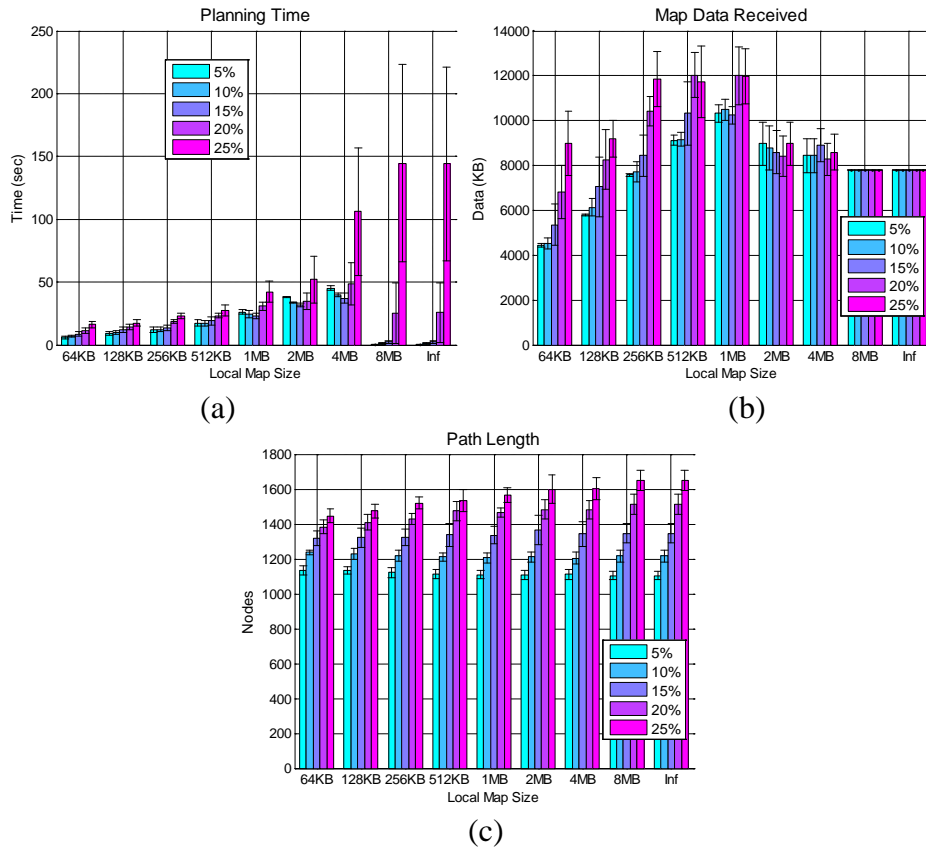 Planning Time
250
200
150
100
50
0
Time (sec)
5%
10%
15%
20%
25%
64KB 128KB 256KB 512KB 1MB 2MB 4MB 8MB Inf
Local Map Size
(a)
Map Data Received
14000
12000
10000
8000
6000
4000
2000
0
Data (KB)
5%
10%
15%
20%
25%
64KB 128KB 256KB 512KB 1MB 2MB 4MB 8MB Inf
Local Map Size
(b)
Path Length
1800
1600
1400
1200
1000
800
600
400
200
0
Nodes
5%
10%
15%
20%
25%
64KB 128KB 256KB 512KB 1MB 2MB 4MB 8MB Inf
Local Map Size
(c)